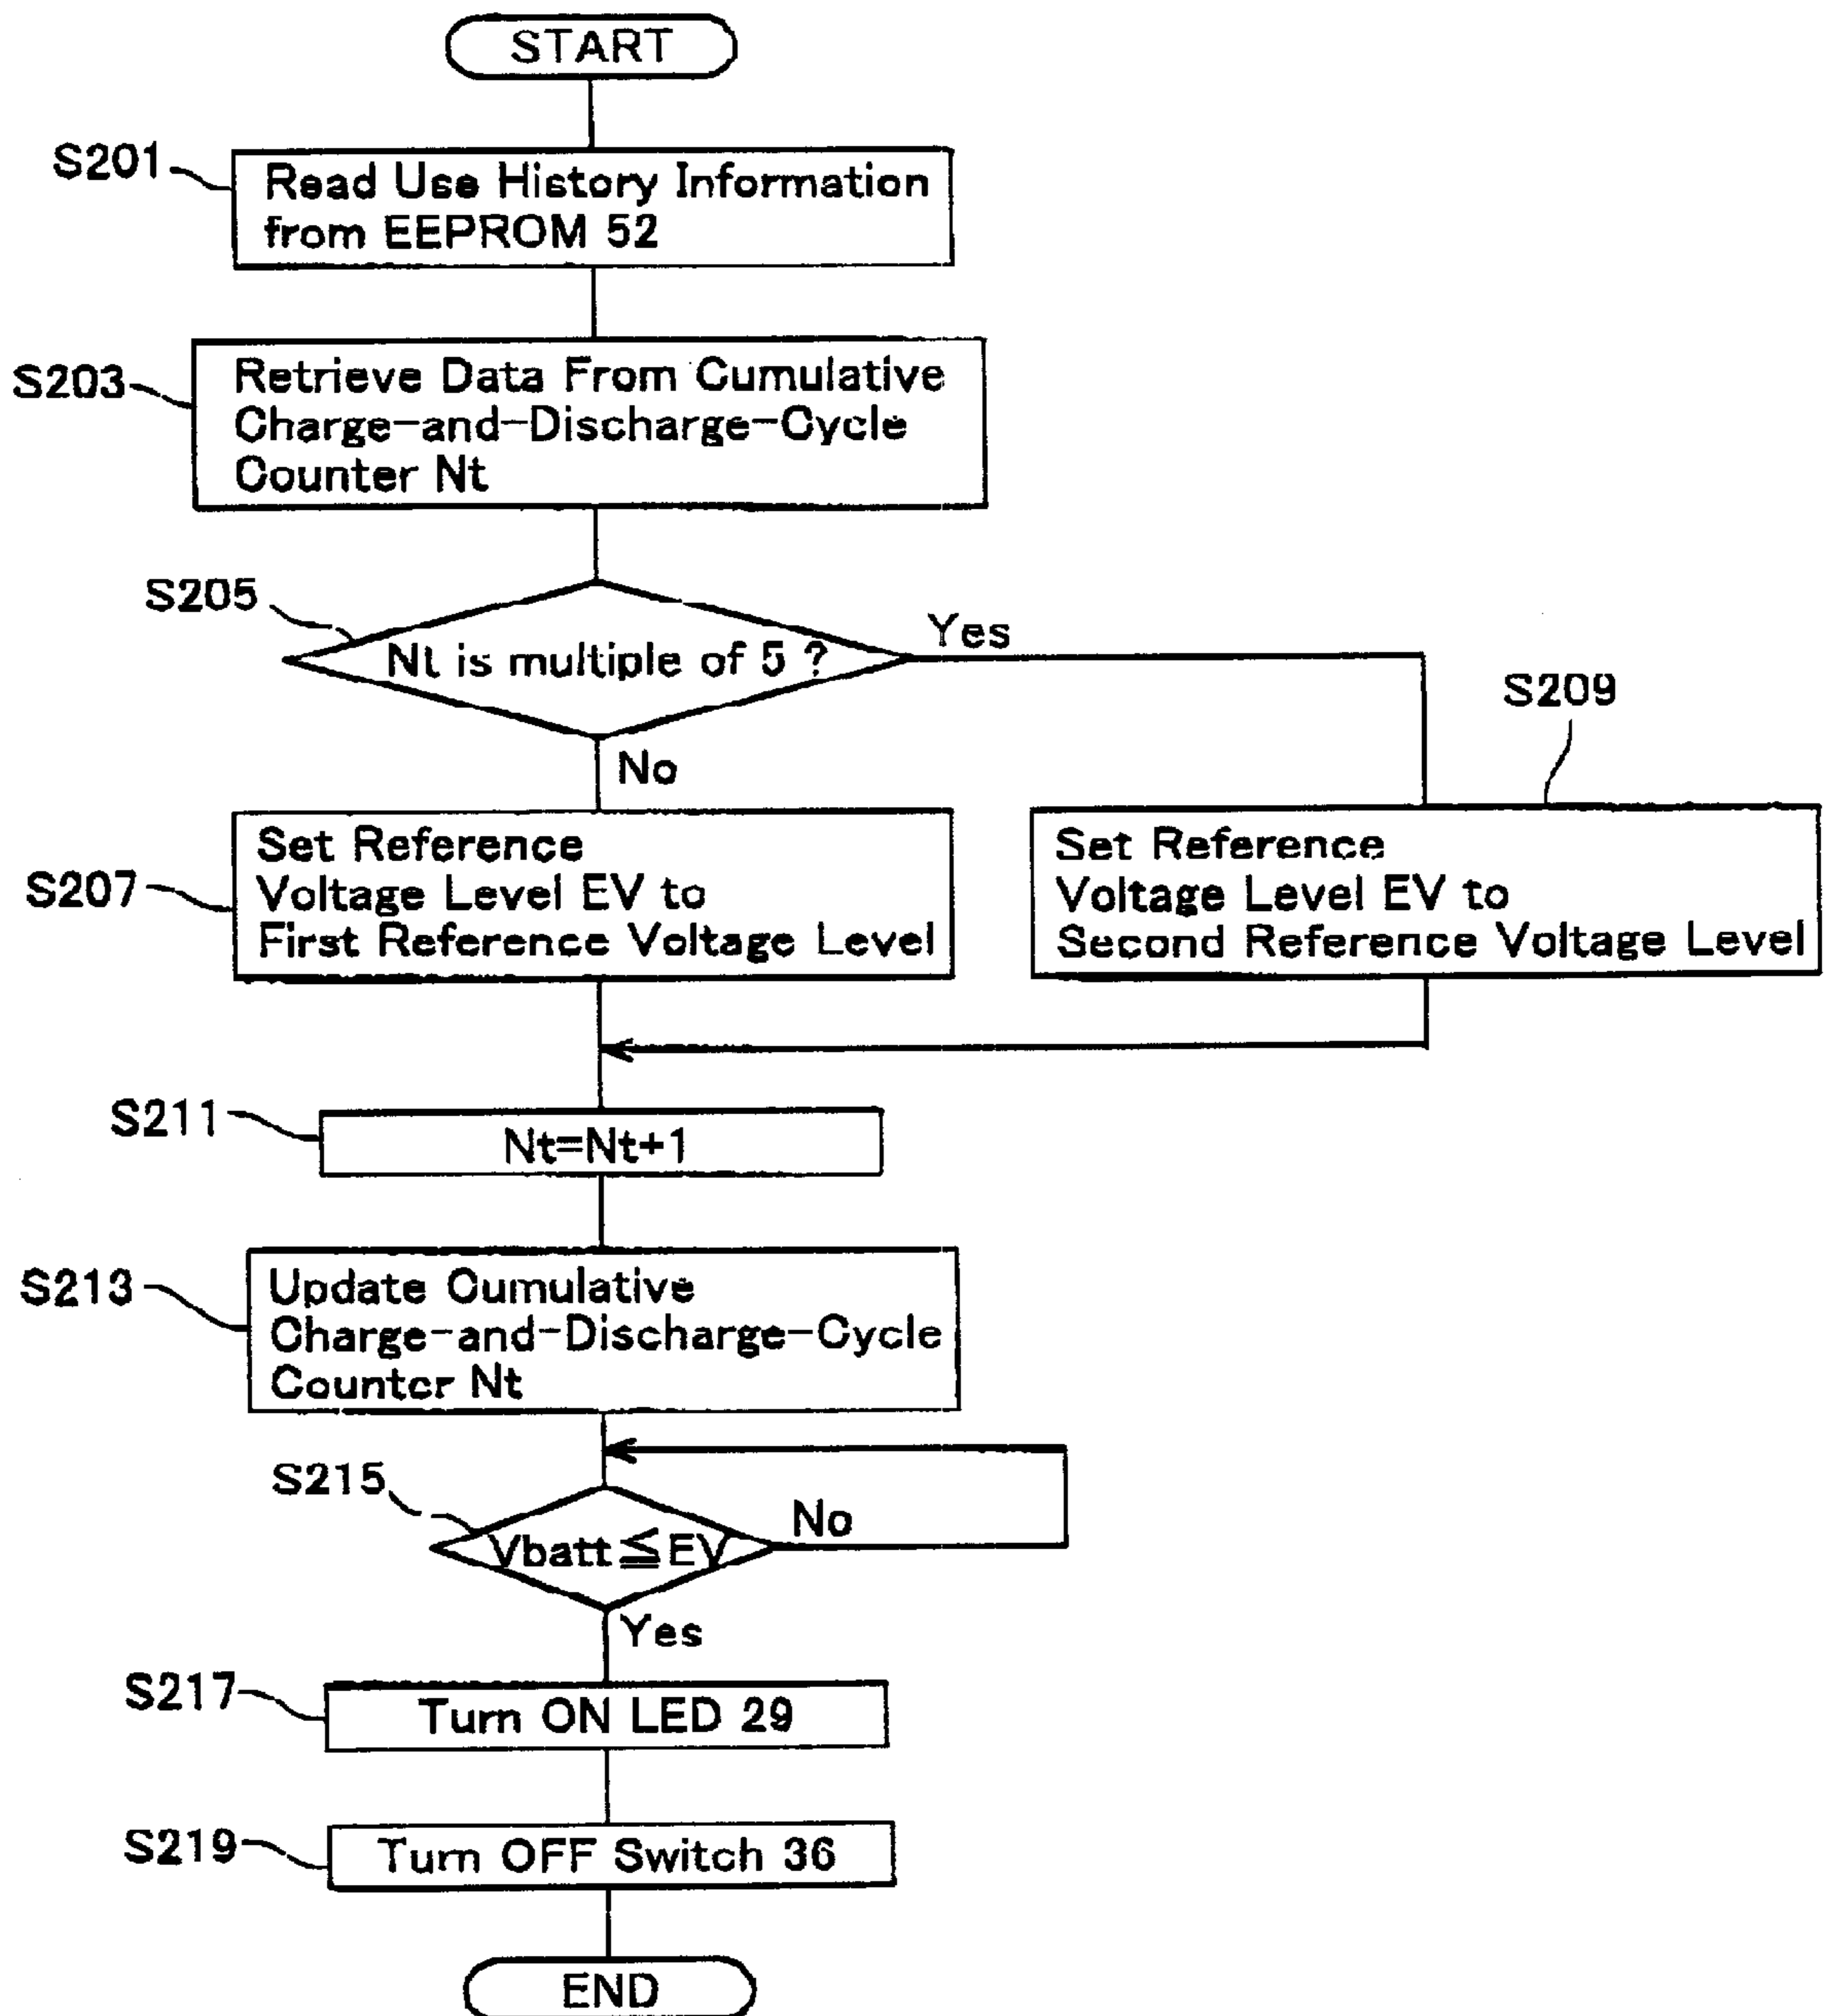 START
S201
Read Use History Information
from EEPROM 52
S203
Retrieve Data From Cumulative
Charge-and-Discharge-Cycle
Counter Nt
S205
Nt is multiple of 5 ?
Yes
No
S207
Set Reference
Voltage Level EV to
First Reference Voltage Level
S209
Set Reference
Voltage Level EV to
Second Reference Voltage Level
S211
Nt=Nt+1
S213
Update Cumulative
Charge-and-Discharge-Cycle
Counter Nt
S215
Vbatt≦EV
No
Yes
S217
Turn ON LED 29
S219
Turn OFF Switch 36
END